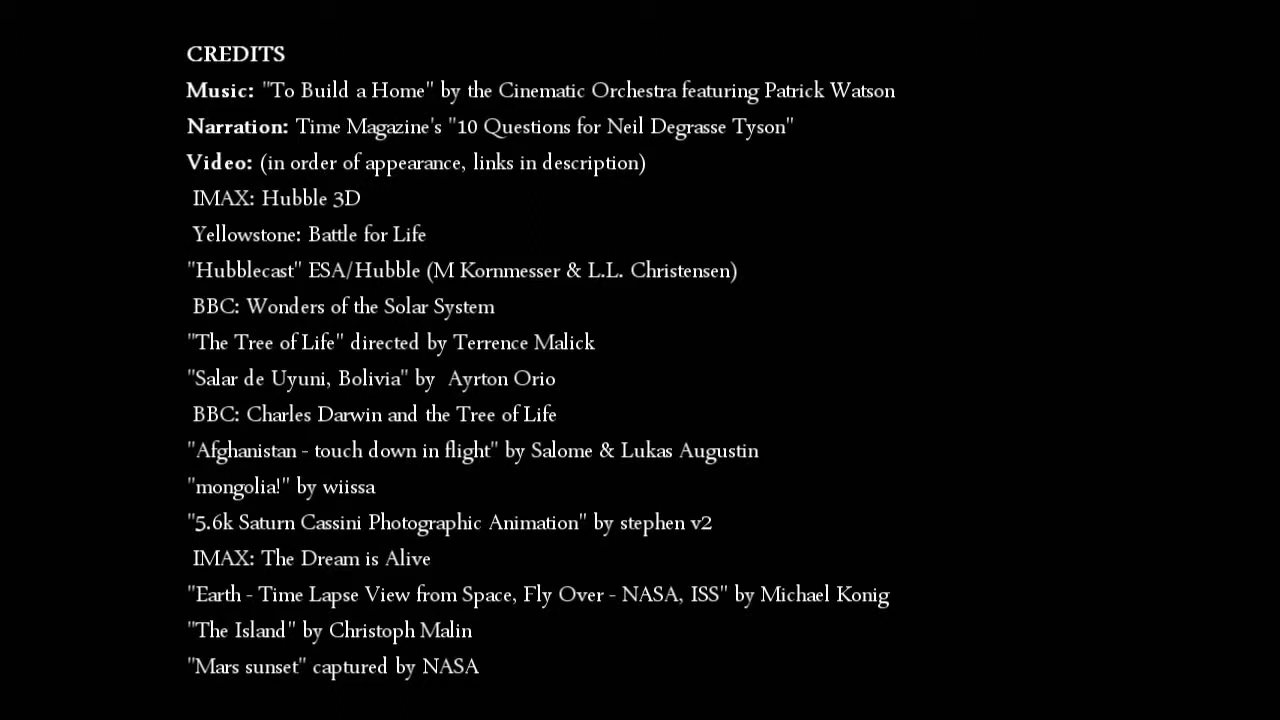 CREDITS
Music: "To Build a Home" by the Cinematic Orchestra featuring Patrick Watson
Narration: Time Magazine's "10 Questions for Neil Degrasse Tyson"
Video: (in order of appearance, links in description)
IMAX: Hubble 3D
Yellowstone: Battle for Life
"Hubblecast" ESA/Hubble (M Kornmesser & L.L. Christensen)
BBC: Wonders of the Solar System
"The Tree of Life" directed by Terrence Malick
"Salar de Uyuni, Bolivia" by Ayrton Orio
BBC: Charles Darwin and the Tree of Life
"Afghanistan - touch down in flight" by Salome & Lukas Augustin
"mongolia!" by wiissa
"5.6k Saturn Cassini Photographic Animation" by stephen v2
IMAX: The Dream is Alive
"Earth - Time Lapse View from Space, Fly Over - NASA, ISS" by Michael Konig
"The Island" by Christoph Malin
"Mars sunset" captured by NASA